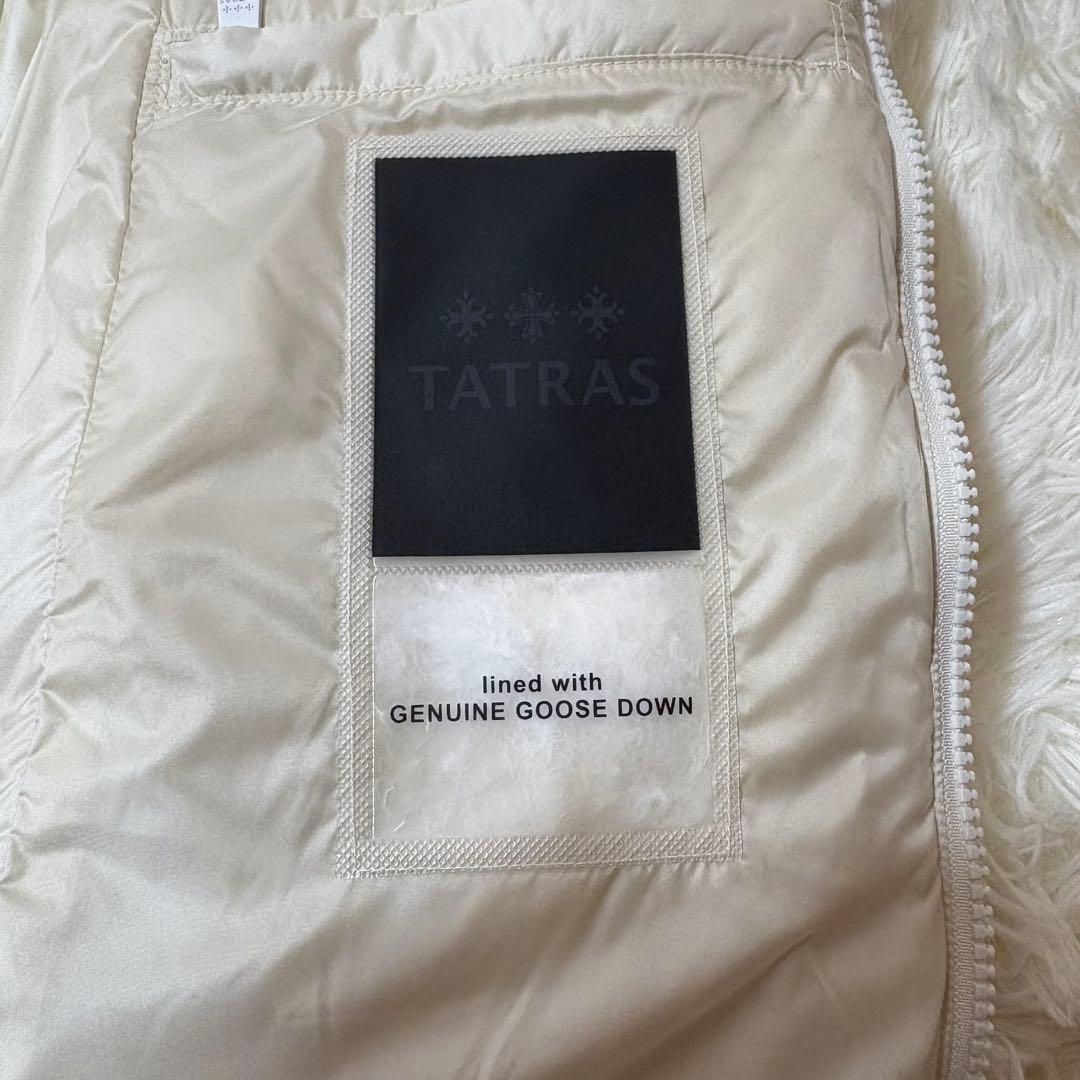 TATRAS
lined with
GENUINE GOOSE DOWN